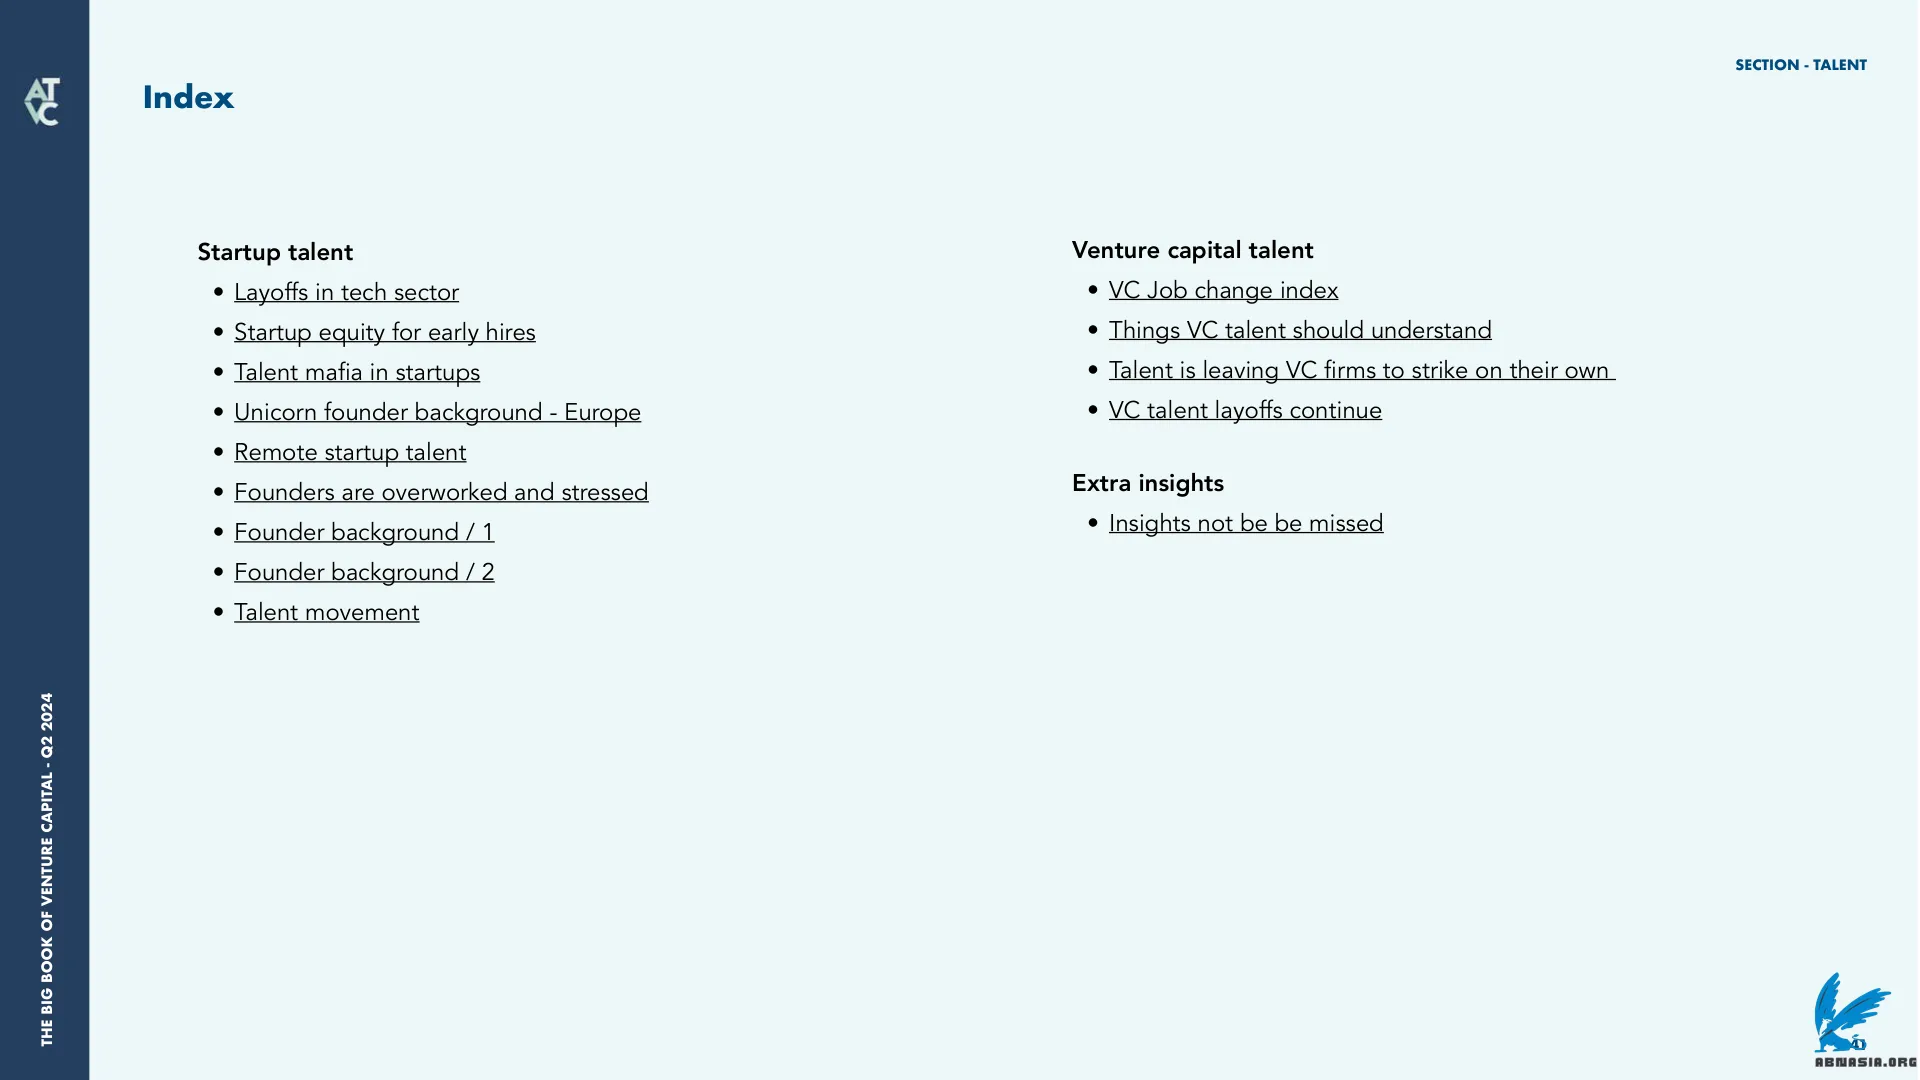 AT
VC
SECTION - TALENT
Index
Startup talent
• Layoffs in tech sector
• Startup equity for early hires
• Talent mafia in startups
• Unicorn founder background - Europe
• Remote startup talent
• Founders are overworked and stressed
• Founder background / 1
• Founder background / 2
• Talent movement
Venture capital talent
• VC Job change index
• Things VC talent should understand
• Talent is leaving VC firms to strike on their own
• VC talent layoffs continue
Extra insights
• Insights not be be missed
THE BIG BOOK OF VENTURE CAPITAL - Q2 2024
ABNASIA.ORG